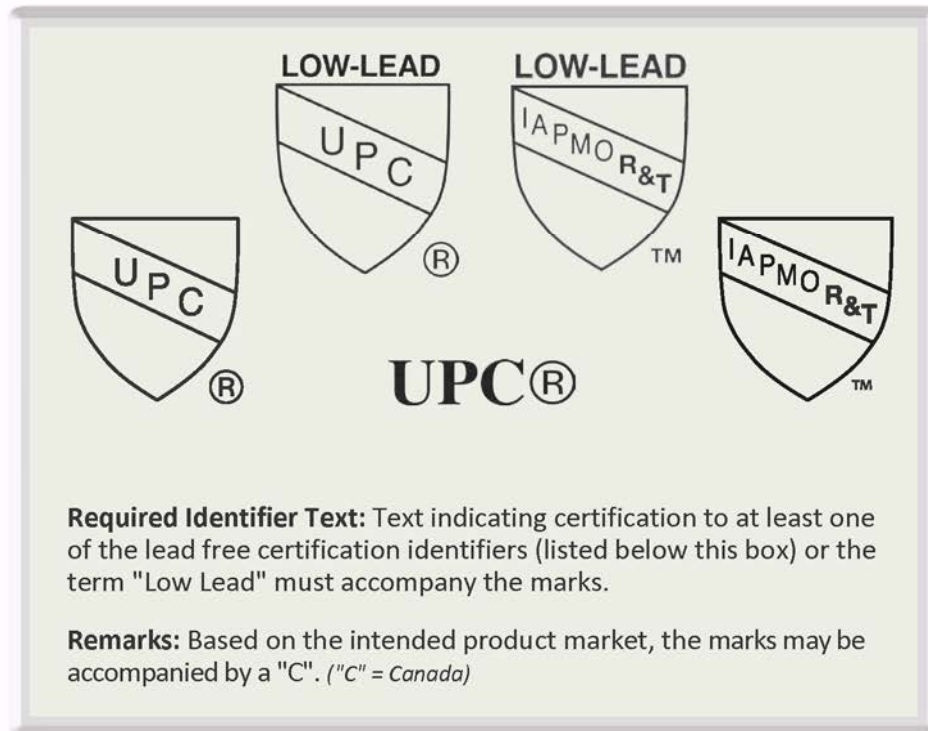 LOW-LEAD
UPC
®
LOW-LEAD
IAPMO R&T
™
UPC
®
UPC®
IAPMO R&T
™
Required Identifier Text: Text indicating certification to at least one
of the lead free certification identifiers (listed below this box) or the
term "Low Lead" must accompany the marks.
Remarks: Based on the intended product market, the marks may be
accompanied by a "C". ("C" = Canada)